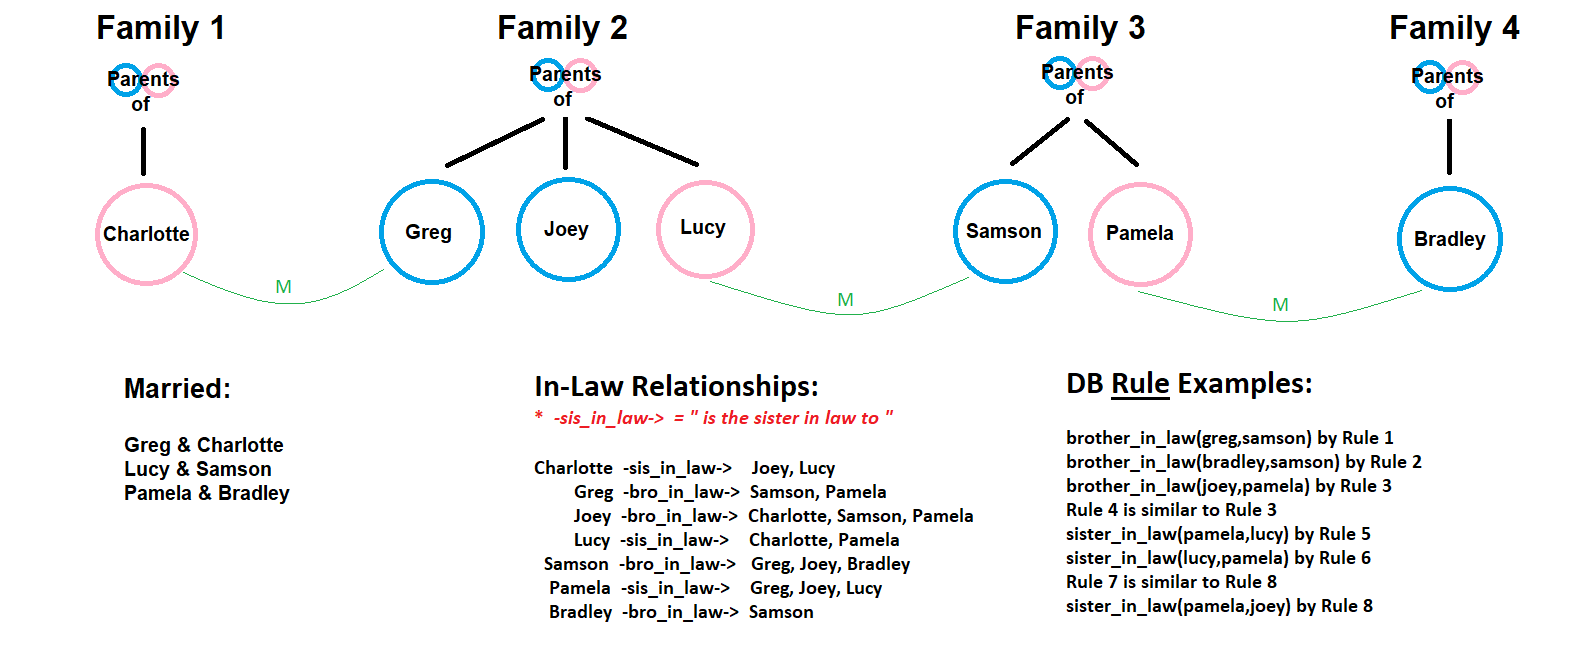 Family 1
Family 2
Family 3
Family 4
Parents
of
Parents
of
Parents
of
Parents
of
Charlotte
Greg
Joey
Lucy
Samson
Pamela
Bradley
M
M
M
Married:
Greg & Charlotte
Lucy & Samson
Pamela & Bradley
In-Law Relationships:
* -sis_in_law-> = " is the sister in law to "
Charlotte -sis_in_law-> Joey, Lucy
Greg -bro_in_law-> Samson, Pamela
Joey -bro_in_law-> Charlotte, Samson, Pamela
Lucy -sis_in_law-> Charlotte, Pamela
Samson -bro_in_law-> Greg, Joey, Bradley
Pamela -sis_in_law-> Greg, Joey, Lucy
Bradley -bro_in_law-> Samson
DB Rule Examples:
brother_in_law(greg,samson) by Rule 1
brother_in_law(bradley,samson) by Rule 2
brother_in_law(joey,pamela) by Rule 3
Rule 4 is similar to Rule 3
sister_in_law(pamela,lucy) by Rule 5
sister_in_law(lucy,pamela) by Rule 6
Rule 7 is similar to Rule 8
sister_in_law(pamela,joey) by Rule 8